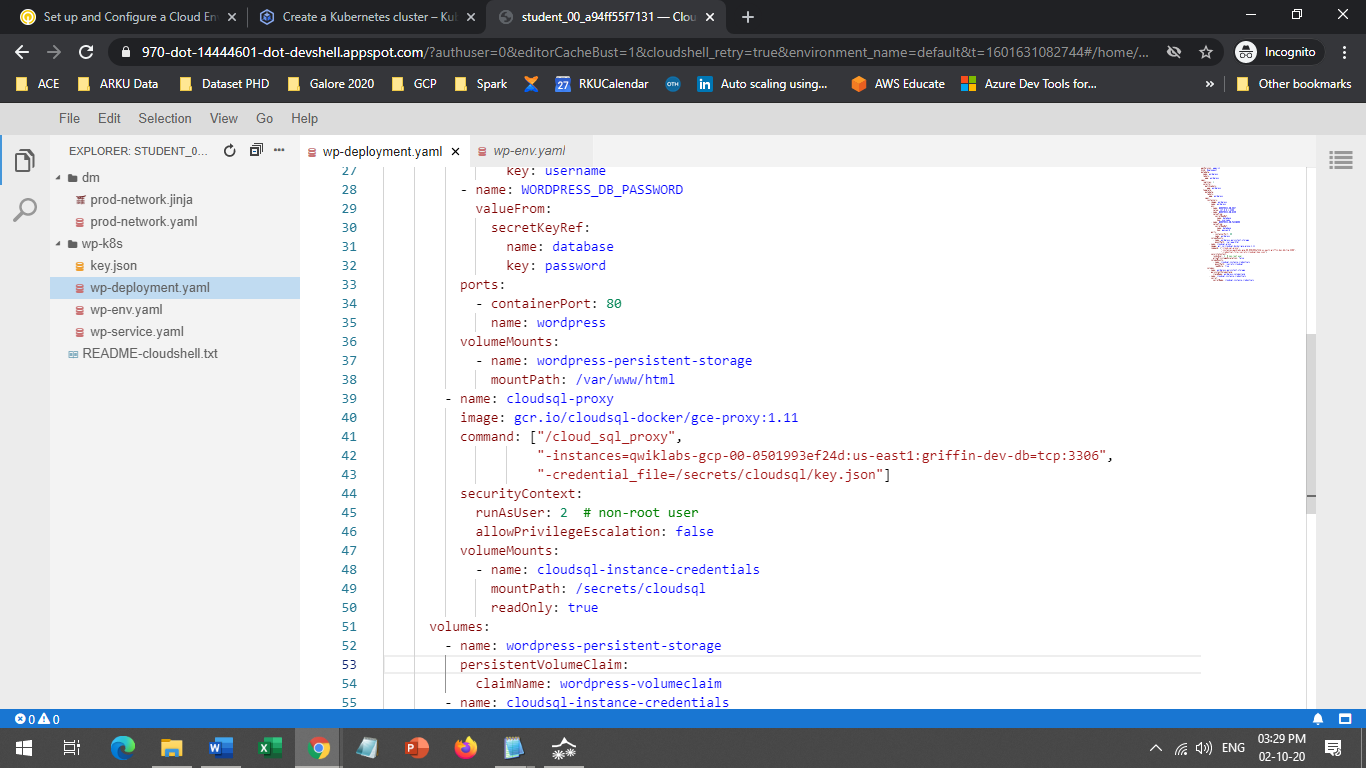 Set up and Configure a Cloud En
Create a Kubernetes cluster – Kub
student_00_a94ff55f7131 — Clou
970-dot-14444601-dot-devshell.appspot.com/?authuser=0&editorCacheBust=1&cloudshell_retry=true&environment_name=default&t=1601631082744#/home/...
Incognito
ACE ARKU Data Dataset PHD Galore 2020 GCP Spark 27 RKUCalendar OTH in Auto scaling using... AWS Educate Azure Dev Tools for... » Other bookmarks
File Edit Selection View Go Help
EXPLORER: STUDENT_0...
dm
prod-network.jinja
prod-network.yaml
wp-k8s
key.json
wp-deployment.yaml
wp-env.yaml
wp-service.yaml
README-cloudshell.txt
wp-deployment.yaml wp-env.yaml
27 key: username
28 - name: WORDPRESS_DB_PASSWORD
29 valueFrom:
30 secretKeyRef:
31 name: database
32 key: password
33 ports:
34 - containerPort: 80
35 name: wordpress
36 volumeMounts:
37 - name: wordpress-persistent-storage
38 mountPath: /var/www/html
39 - name: cloudsql-proxy
40 image: gcr.io/cloudsql-docker/gce-proxy:1.11
41 command: ["/cloud_sql_proxy",
42 "-instances=qwiklabs-gcp-00-0501993ef24d:us-east1:griffin-dev-db=tcp:3306",
43 "-credential_file=/secrets/cloudsql/key.json"]
44 securityContext:
45 runAsUser: 2 # non-root user
46 allowPrivilegeEscalation: false
47 volumeMounts:
48 - name: cloudsql-instance-credentials
49 mountPath: /secrets/cloudsql
50 readOnly: true
51 volumes:
52 - name: wordpress-persistent-storage
53 persistentVolumeClaim:
54 claimName: wordpress-volumeclaim
55 - name: cloudsql-instance-credentials
0 0
ENG
03:29 PM
02-10-20